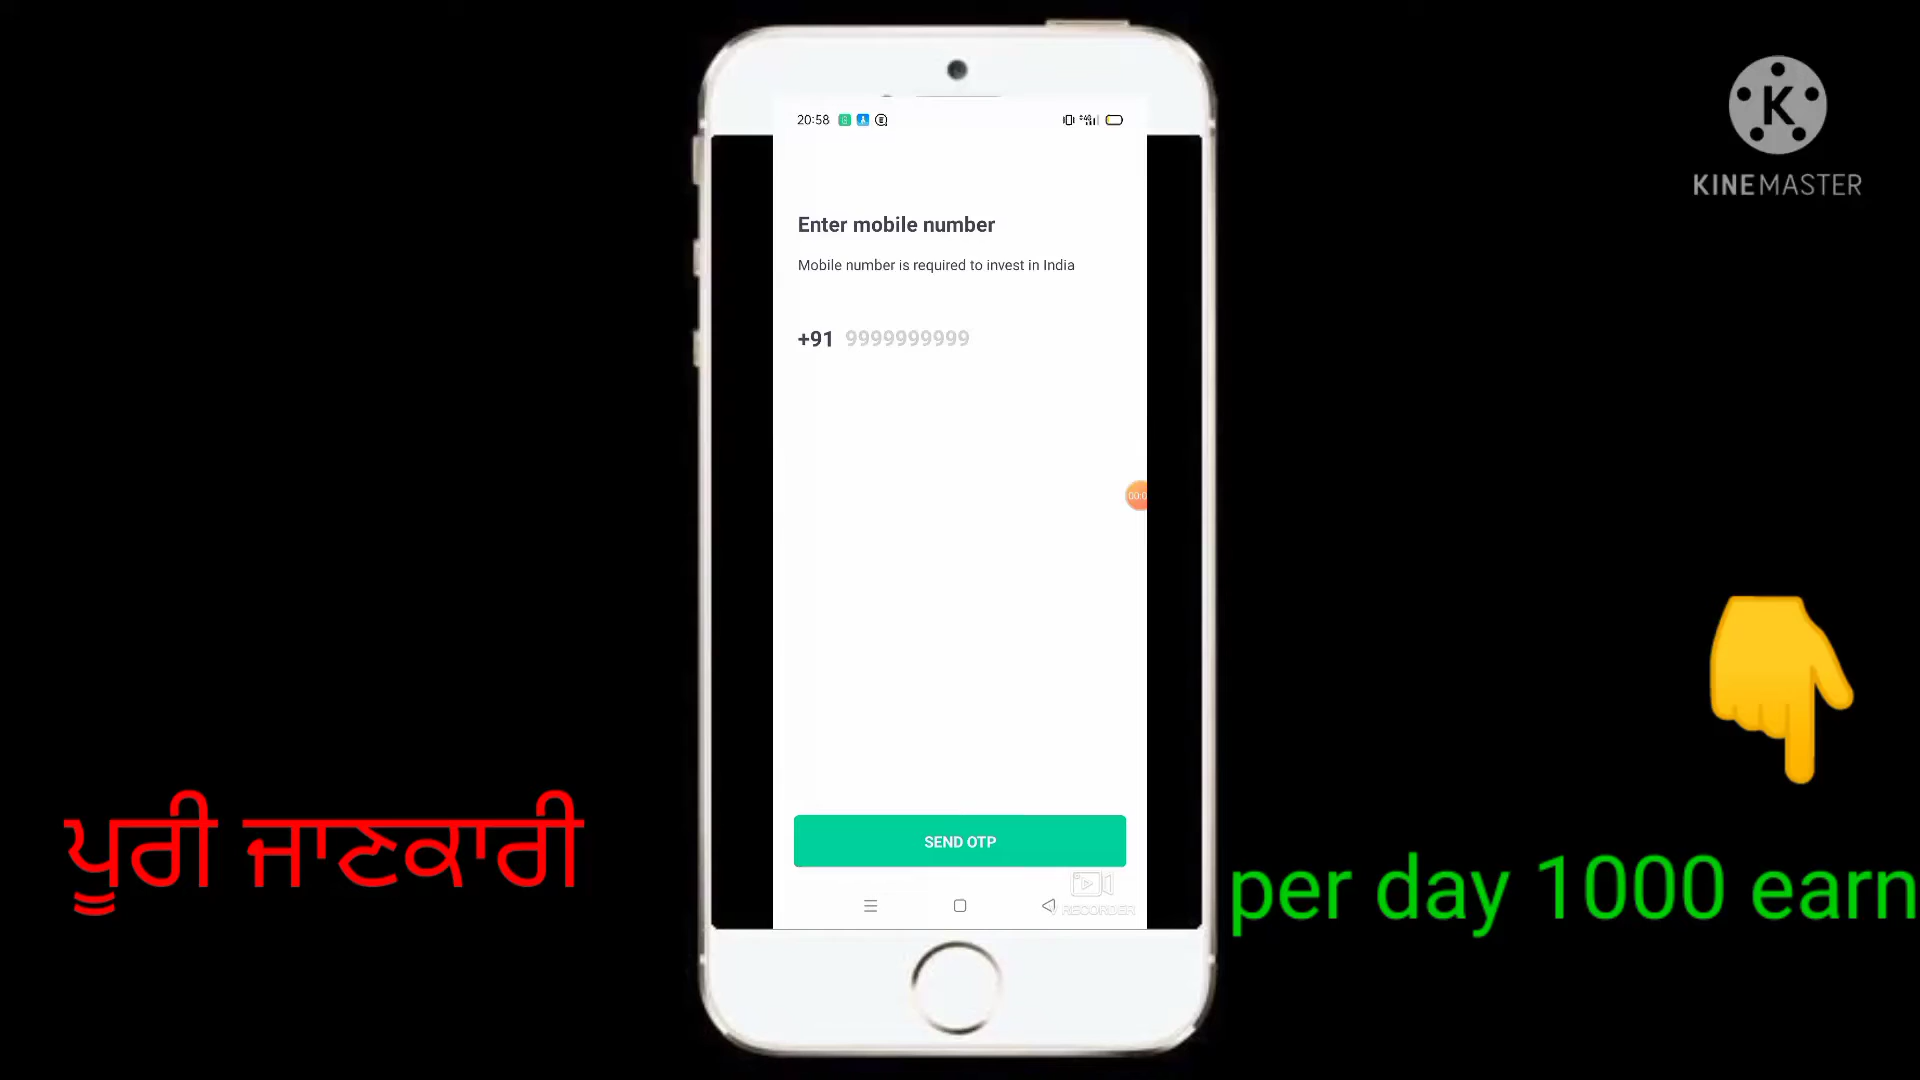 KINEMASTER
20:58
Enter mobile number
Mobile number is required to invest in India
+91 9999999999
SEND OTP
RECORDER
ਪੂਰੀ ਜਾਣਕਾਰੀ
per day 1000 earn